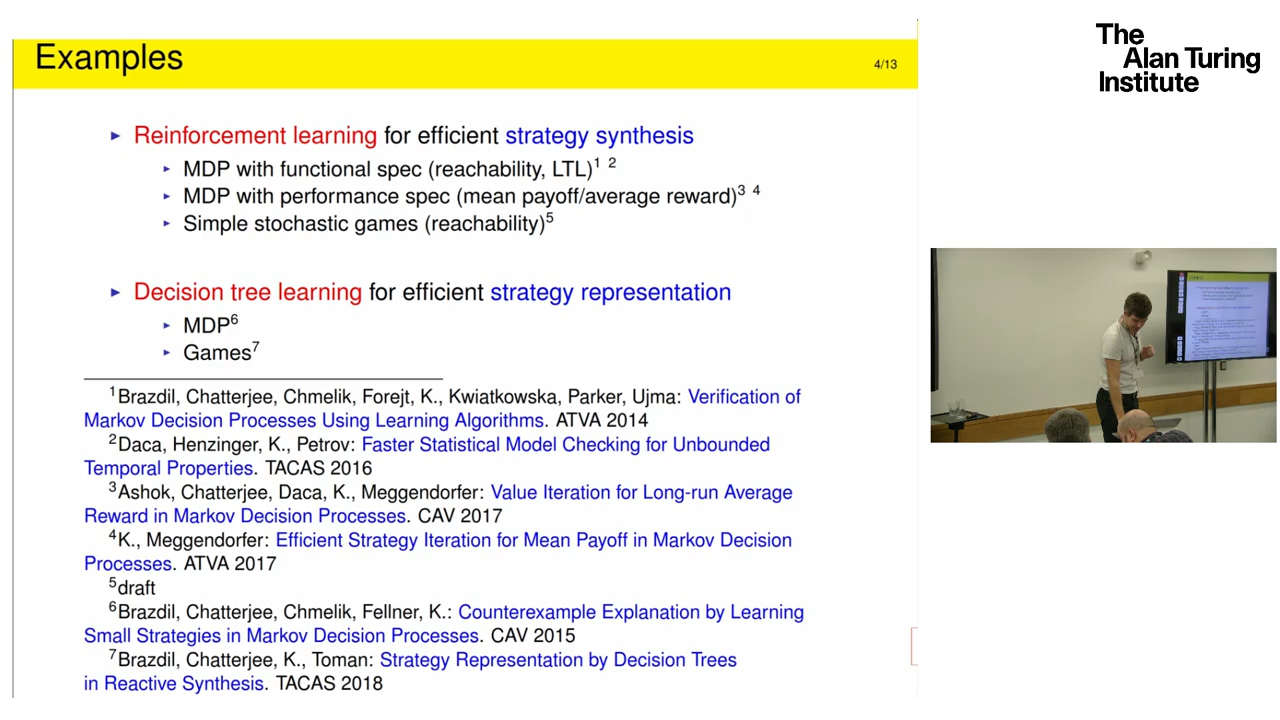 Examples
4/13
Reinforcement learning for efficient strategy synthesis
MDP with functional spec (reachability, LTL)1 2
MDP with performance spec (mean payoff/average reward)3 4
Simple stochastic games (reachability)5
Decision tree learning for efficient strategy representation
MDP6
Games7
1Brazdil, Chatterjee, Chmelik, Forejt, K., Kwiatkowska, Parker, Ujma: Verification of
Markov Decision Processes Using Learning Algorithms. ATVA 2014
2Daca, Henzinger, K., Petrov: Faster Statistical Model Checking for Unbounded
Temporal Properties. TACAS 2016
3Ashok, Chatterjee, Daca, K., Meggendorfer: Value Iteration for Long-run Average
Reward in Markov Decision Processes. CAV 2017
4K., Meggendorfer: Efficient Strategy Iteration for Mean Payoff in Markov Decision
Processes. ATVA 2017
5draft
6Brazdil, Chatterjee, Chmelik, Fellner, K.: Counterexample Explanation by Learning
Small Strategies in Markov Decision Processes. CAV 2015
7Brazdil, Chatterjee, K., Toman: Strategy Representation by Decision Trees
in Reactive Synthesis. TACAS 2018
The
Alan Turing
Institute